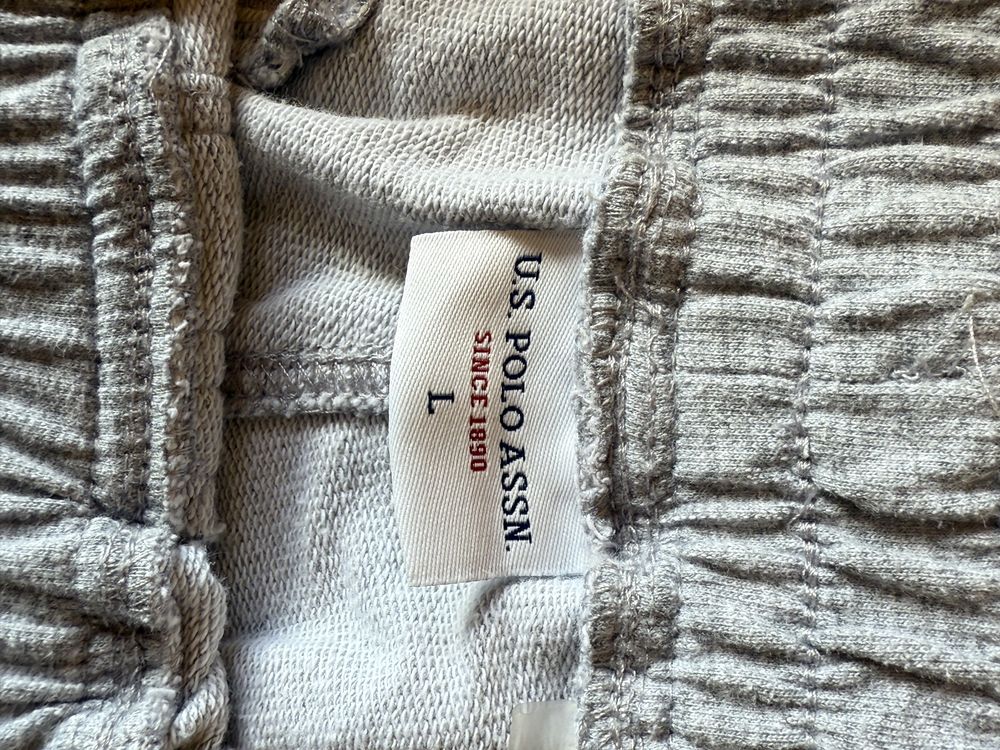 U.S. POLO ASSN.
SINCE 1890
L